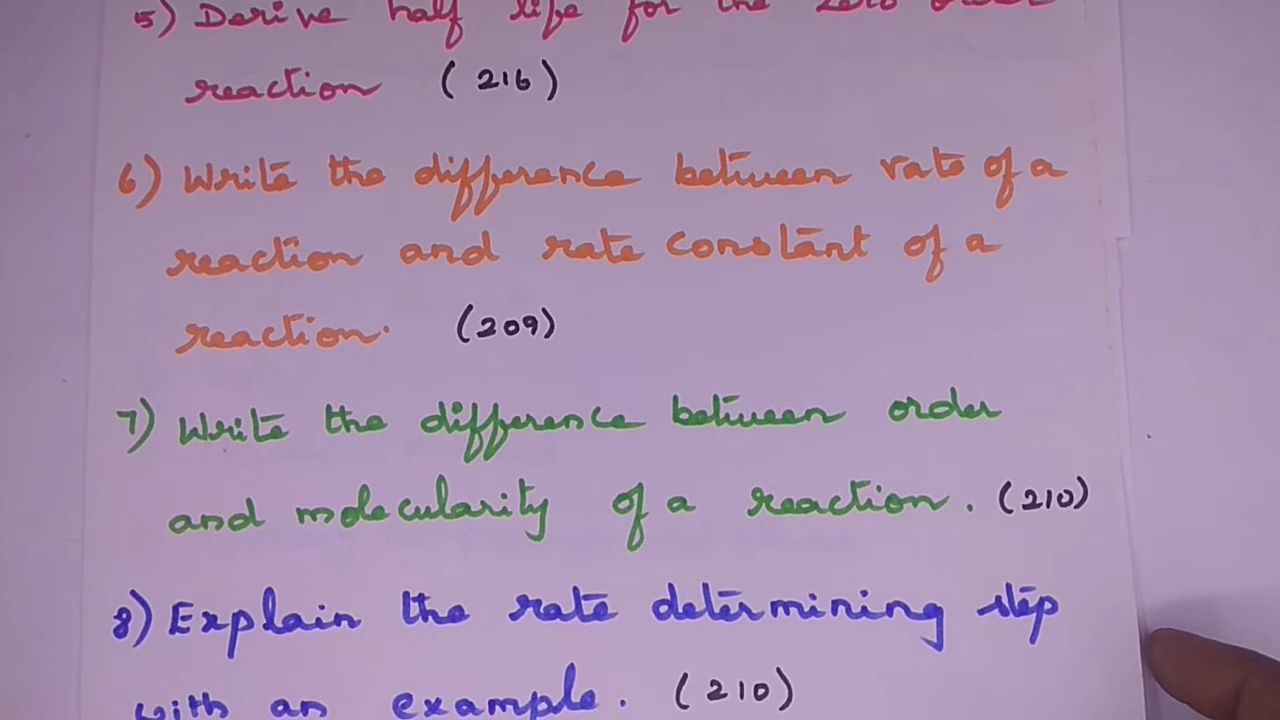 5) Derive half life for the zero order
reaction (216)
6) Write the difference between rate of a
reaction and rate constant of a
reaction. (209)
7) Write the difference between order
and molecularity of a reaction. (210)
8) Explain the rate determining step
with an example. (210)